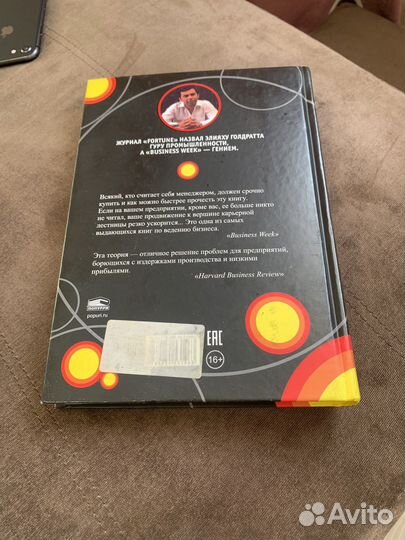 ЖУРНАЛ «FORTUNE» НАЗВАЛ ЭЛИЯХУ ГОЛДРАТТА
ГУРУ ПРОМЫШЛЕННОСТИ,
А «BUSINESS WEEK» — ГЕНИЕМ.
Всякий, кто считает себя менеджером, должен срочно
купить и как можно быстрее прочесть эту книгу.
Если на вашем предприятии, кроме вас, ее больше никто
не читал, ваше продвижение к вершине карьерной
лестницы резко ускорится... Это одна из самых
выдающихся книг по ведению бизнеса.
«Business Week»
Эта теория — отличное решение проблем для предприятий,
борющихся с издержками производства и низкими
прибылями.
«Harvard Business Review»
ПОПУРРИ
popuri.ru
EAC
16+
Avito